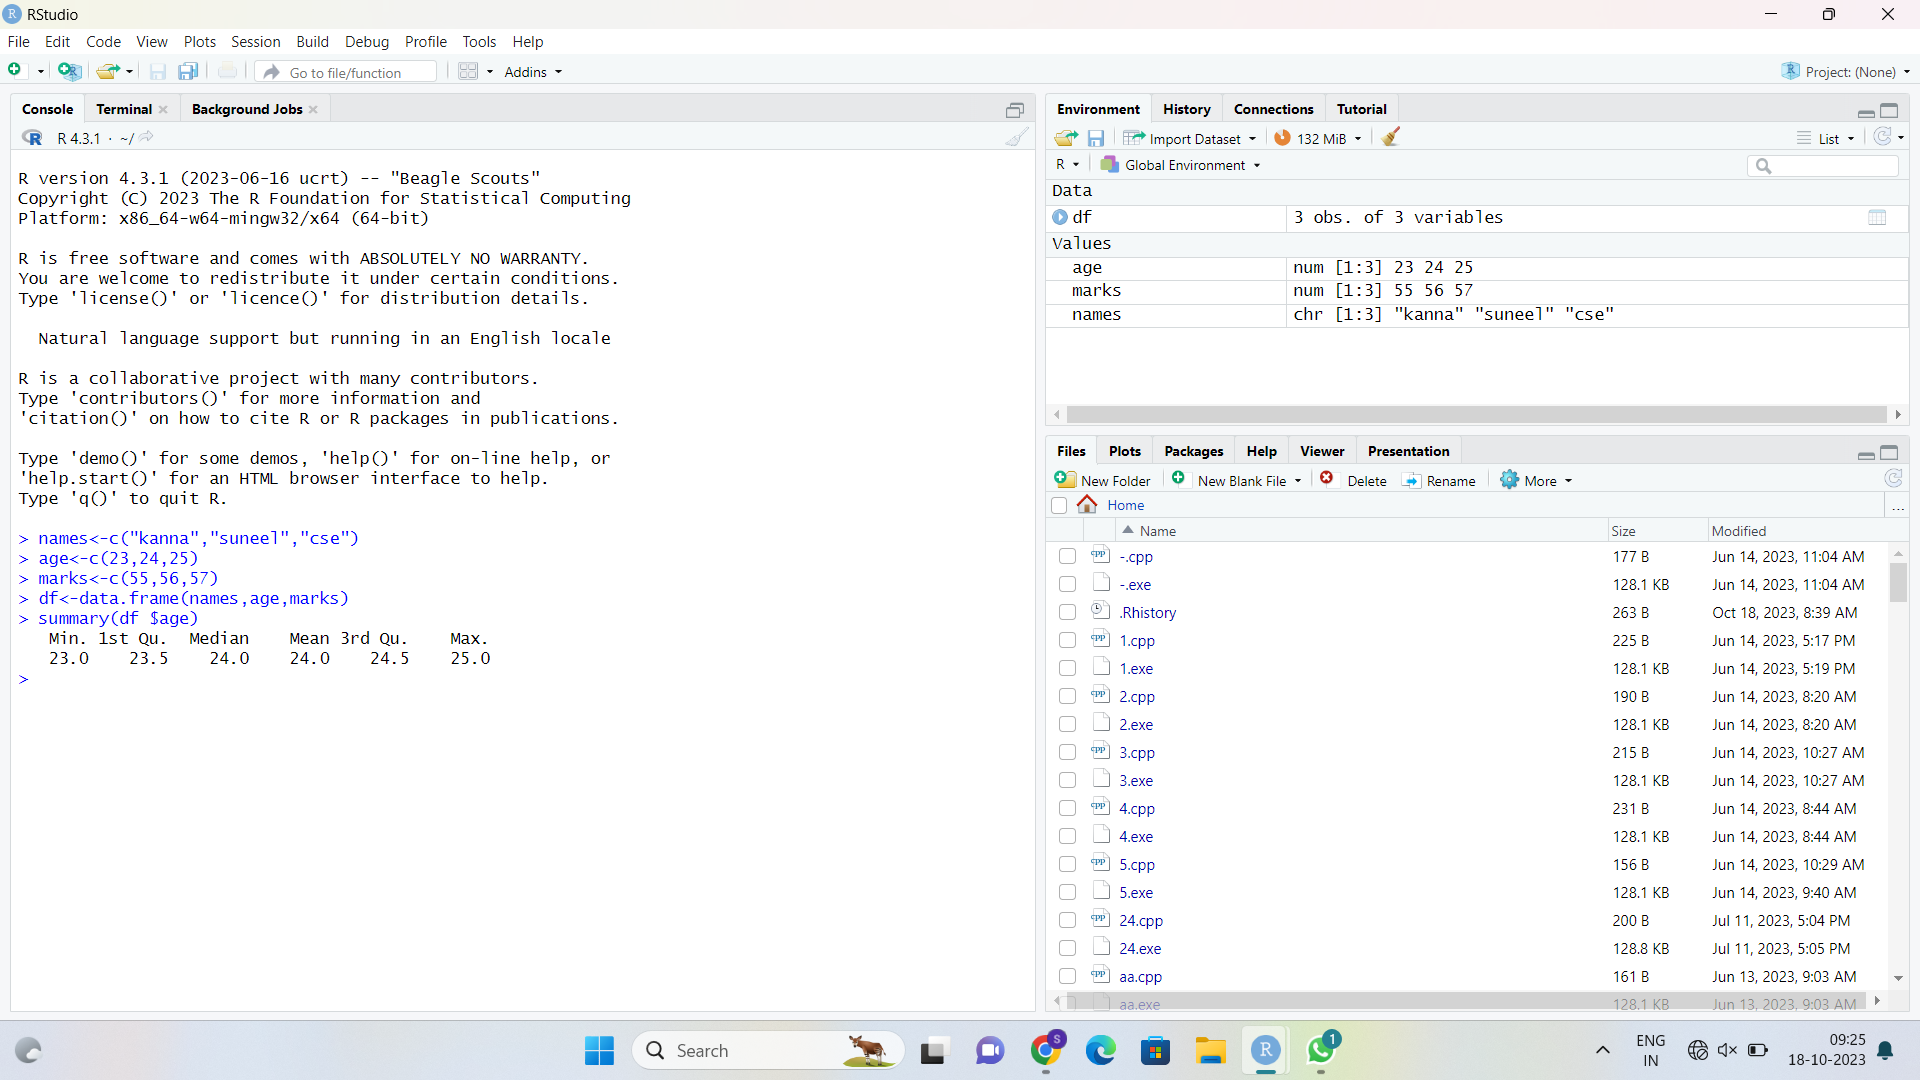 RStudio
File Edit Code View Plots Session Build Debug Profile Tools Help
Go to file/function Addins Project: (None)
Console Terminal Background Jobs
R 4.3.1 · ~/
R version 4.3.1 (2023-06-16 ucrt) -- "Beagle Scouts"
Copyright (C) 2023 The R Foundation for Statistical Computing
Platform: x86_64-w64-mingw32/x64 (64-bit)
R is free software and comes with ABSOLUTELY NO WARRANTY.
You are welcome to redistribute it under certain conditions.
Type 'license()' or 'licence()' for distribution details.
Natural language support but running in an English locale
R is a collaborative project with many contributors.
Type 'contributors()' for more information and
'citation()' on how to cite R or R packages in publications.
Type 'demo()' for some demos, 'help()' for on-line help, or
'help.start()' for an HTML browser interface to help.
Type 'q()' to quit R.
> names<-c("kanna","suneel","cse")
> age<-c(23,24,25)
> marks<-c(55,56,57)
> df<-data.frame(names,age,marks)
> summary(df $age)
Min. 1st Qu. Median Mean 3rd Qu. Max.
23.0 23.5 24.0 24.0 24.5 25.0
>
Environment History Connections Tutorial
Import Dataset 132 MiB List
R Global Environment
Data
df 3 obs. of 3 variables
Values
age num [1:3] 23 24 25
marks num [1:3] 55 56 57
names chr [1:3] "kanna" "suneel" "cse"
Files Plots Packages Help Viewer Presentation
New Folder New Blank File Delete Rename More
Home ...
Name Size Modified
-.cpp 177 B Jun 14, 2023, 11:04 AM
-.exe 128.1 KB Jun 14, 2023, 11:04 AM
.Rhistory 263 B Oct 18, 2023, 8:39 AM
1.cpp 225 B Jun 14, 2023, 5:17 PM
1.exe 128.1 KB Jun 14, 2023, 5:19 PM
2.cpp 190 B Jun 14, 2023, 8:20 AM
2.exe 128.1 KB Jun 14, 2023, 8:20 AM
3.cpp 215 B Jun 14, 2023, 10:27 AM
3.exe 128.1 KB Jun 14, 2023, 10:27 AM
4.cpp 231 B Jun 14, 2023, 8:44 AM
4.exe 128.1 KB Jun 14, 2023, 8:44 AM
5.cpp 156 B Jun 14, 2023, 10:29 AM
5.exe 128.1 KB Jun 14, 2023, 9:40 AM
24.cpp 200 B Jul 11, 2023, 5:04 PM
24.exe 128.8 KB Jul 11, 2023, 5:05 PM
aa.cpp 161 B Jun 13, 2023, 9:03 AM
aa.exe 128.1 KB Jun 13, 2023, 9:03 AM
Search S R 1 ENG 09:25
IN 18-10-2023